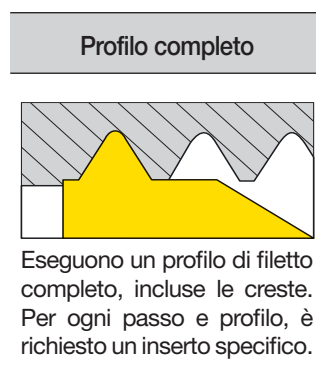 Profilo completo
Eseguono un profilo di filetto
completo, incluse le creste.
Per ogni passo e profilo, è
richiesto un inserto specifico.